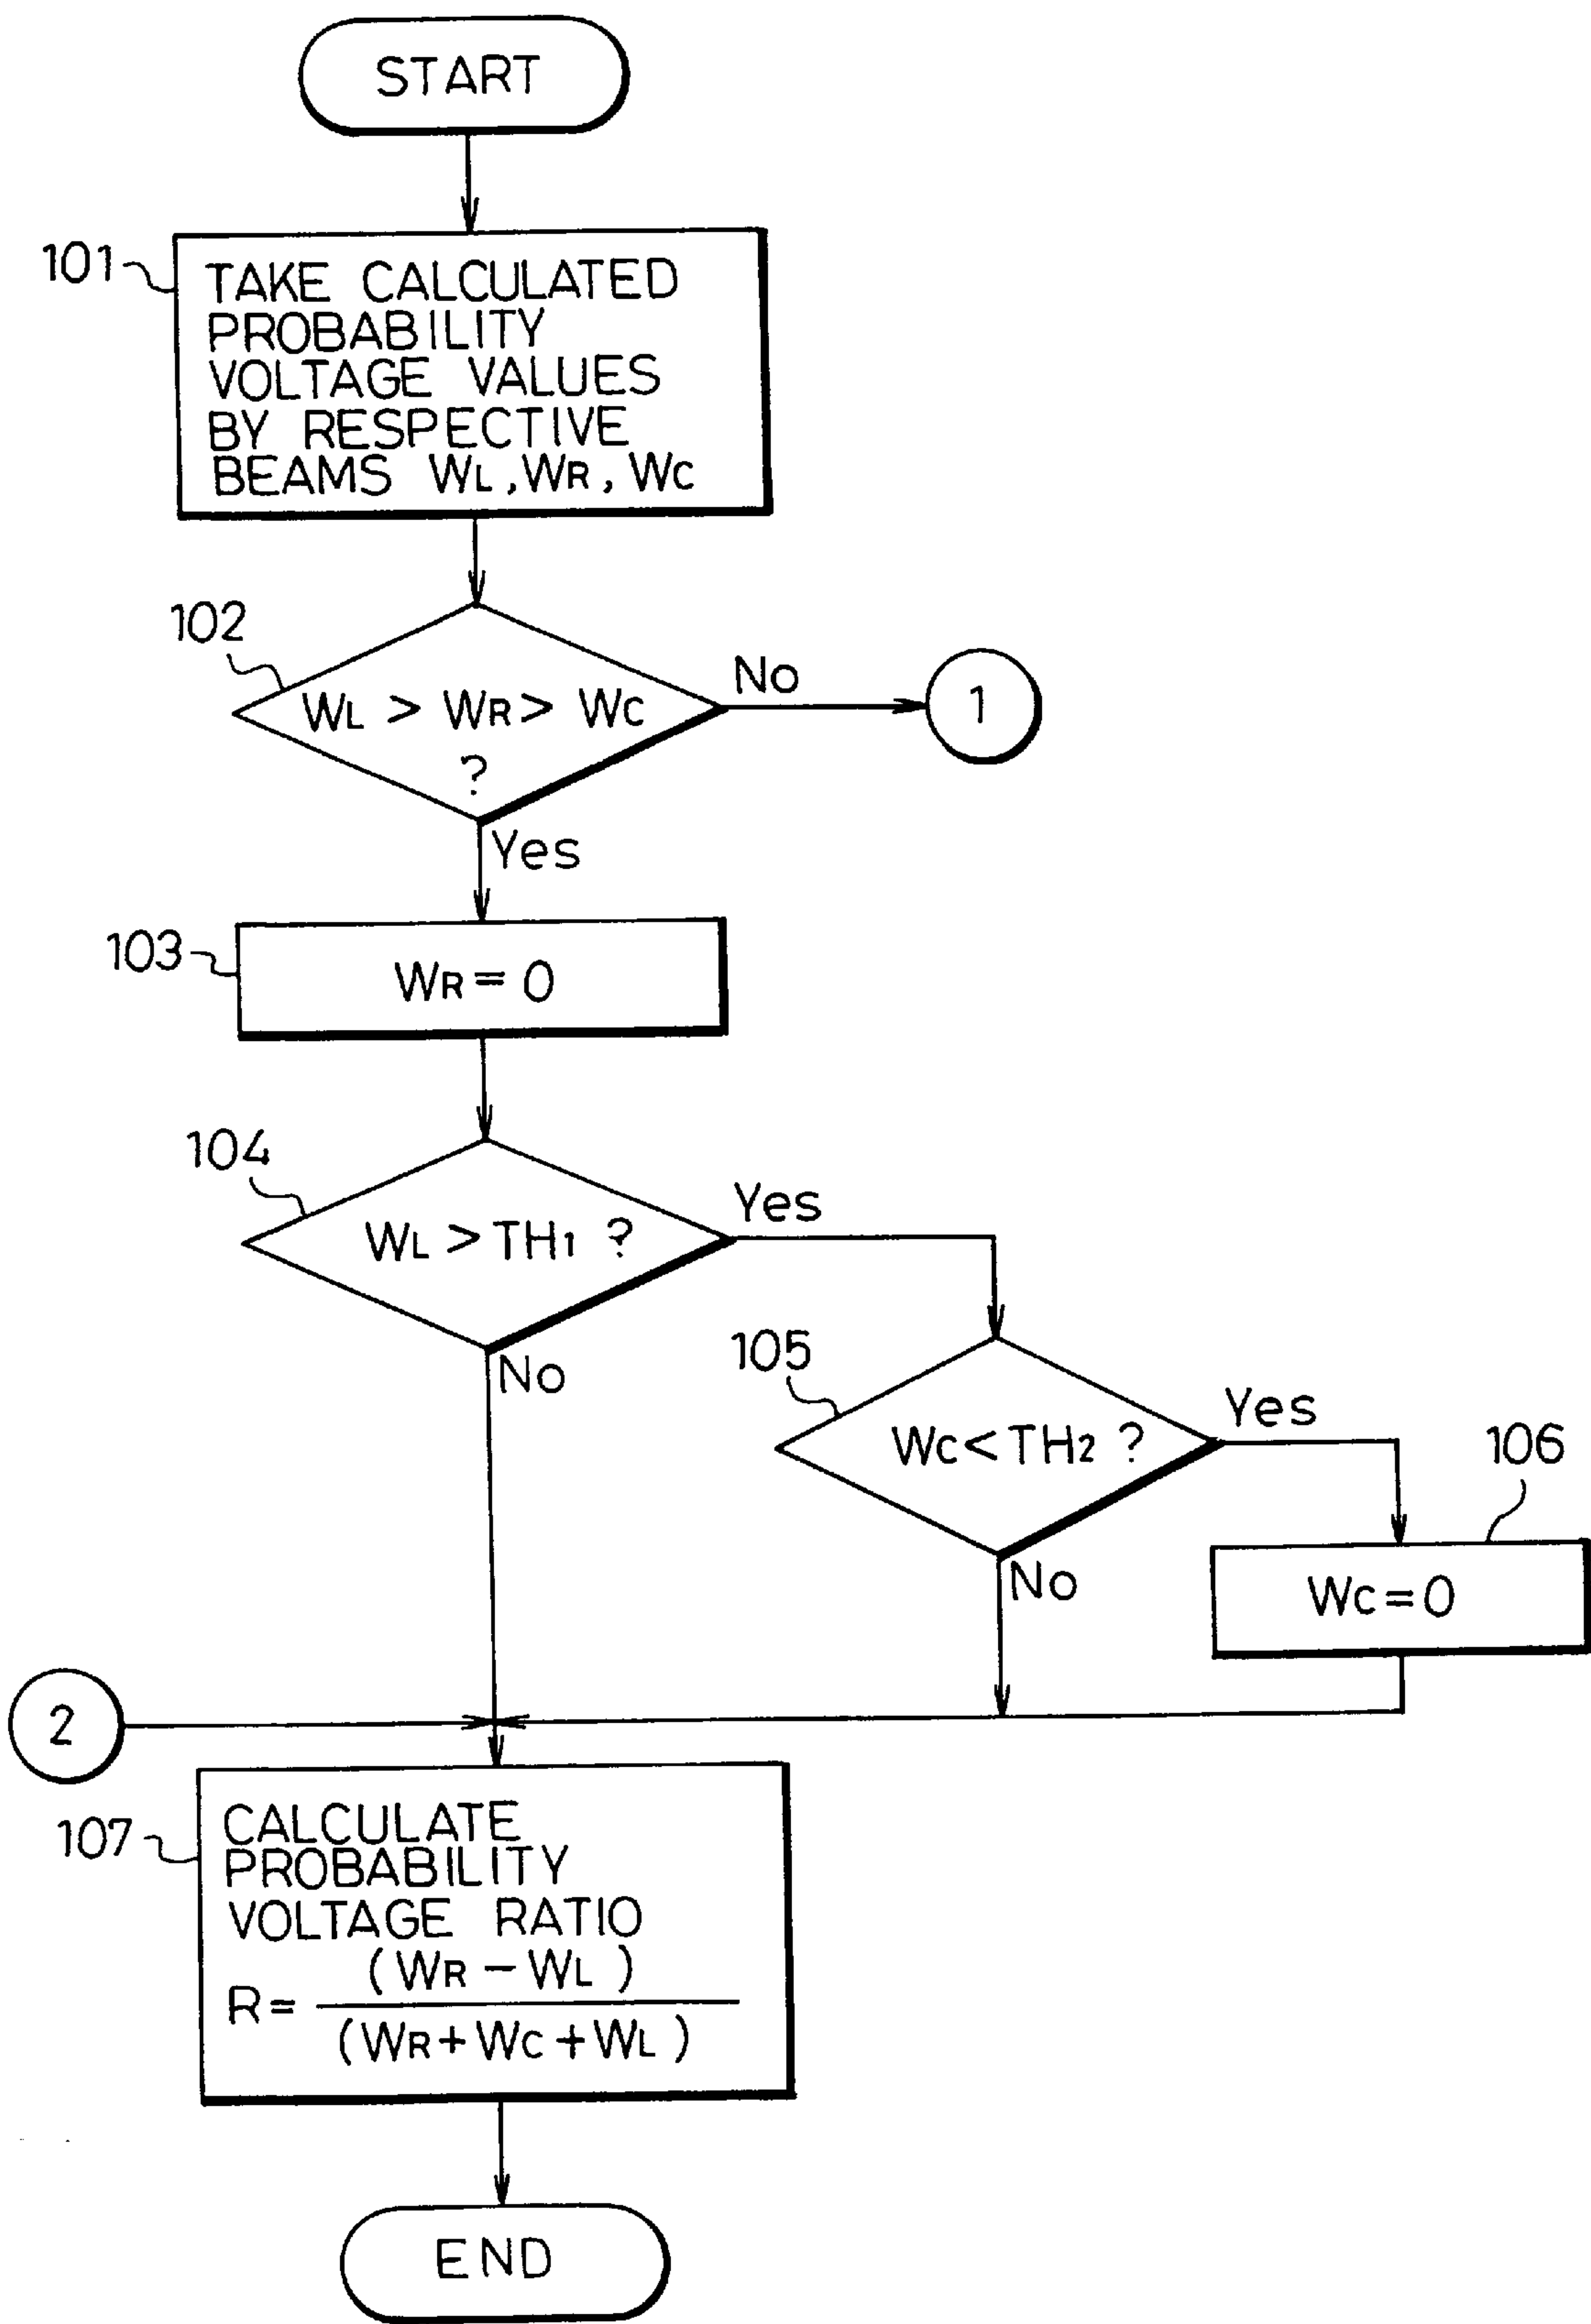 START
101
TAKE CALCULATED
PROBABILITY
VOLTAGE VALUES
BY RESPECTIVE
BEAMS WL, WR, WC
102
WL > WR > WC
?
No
1
Yes
103
WR = 0
104
WL > TH1 ?
Yes
No
105
WC < TH2 ?
Yes
No
106
WC = 0
2
107
CALCULATE
PROBABILITY
VOLTAGE RATIO
(WR - WL)
R =
(WR + WC + WL)
END